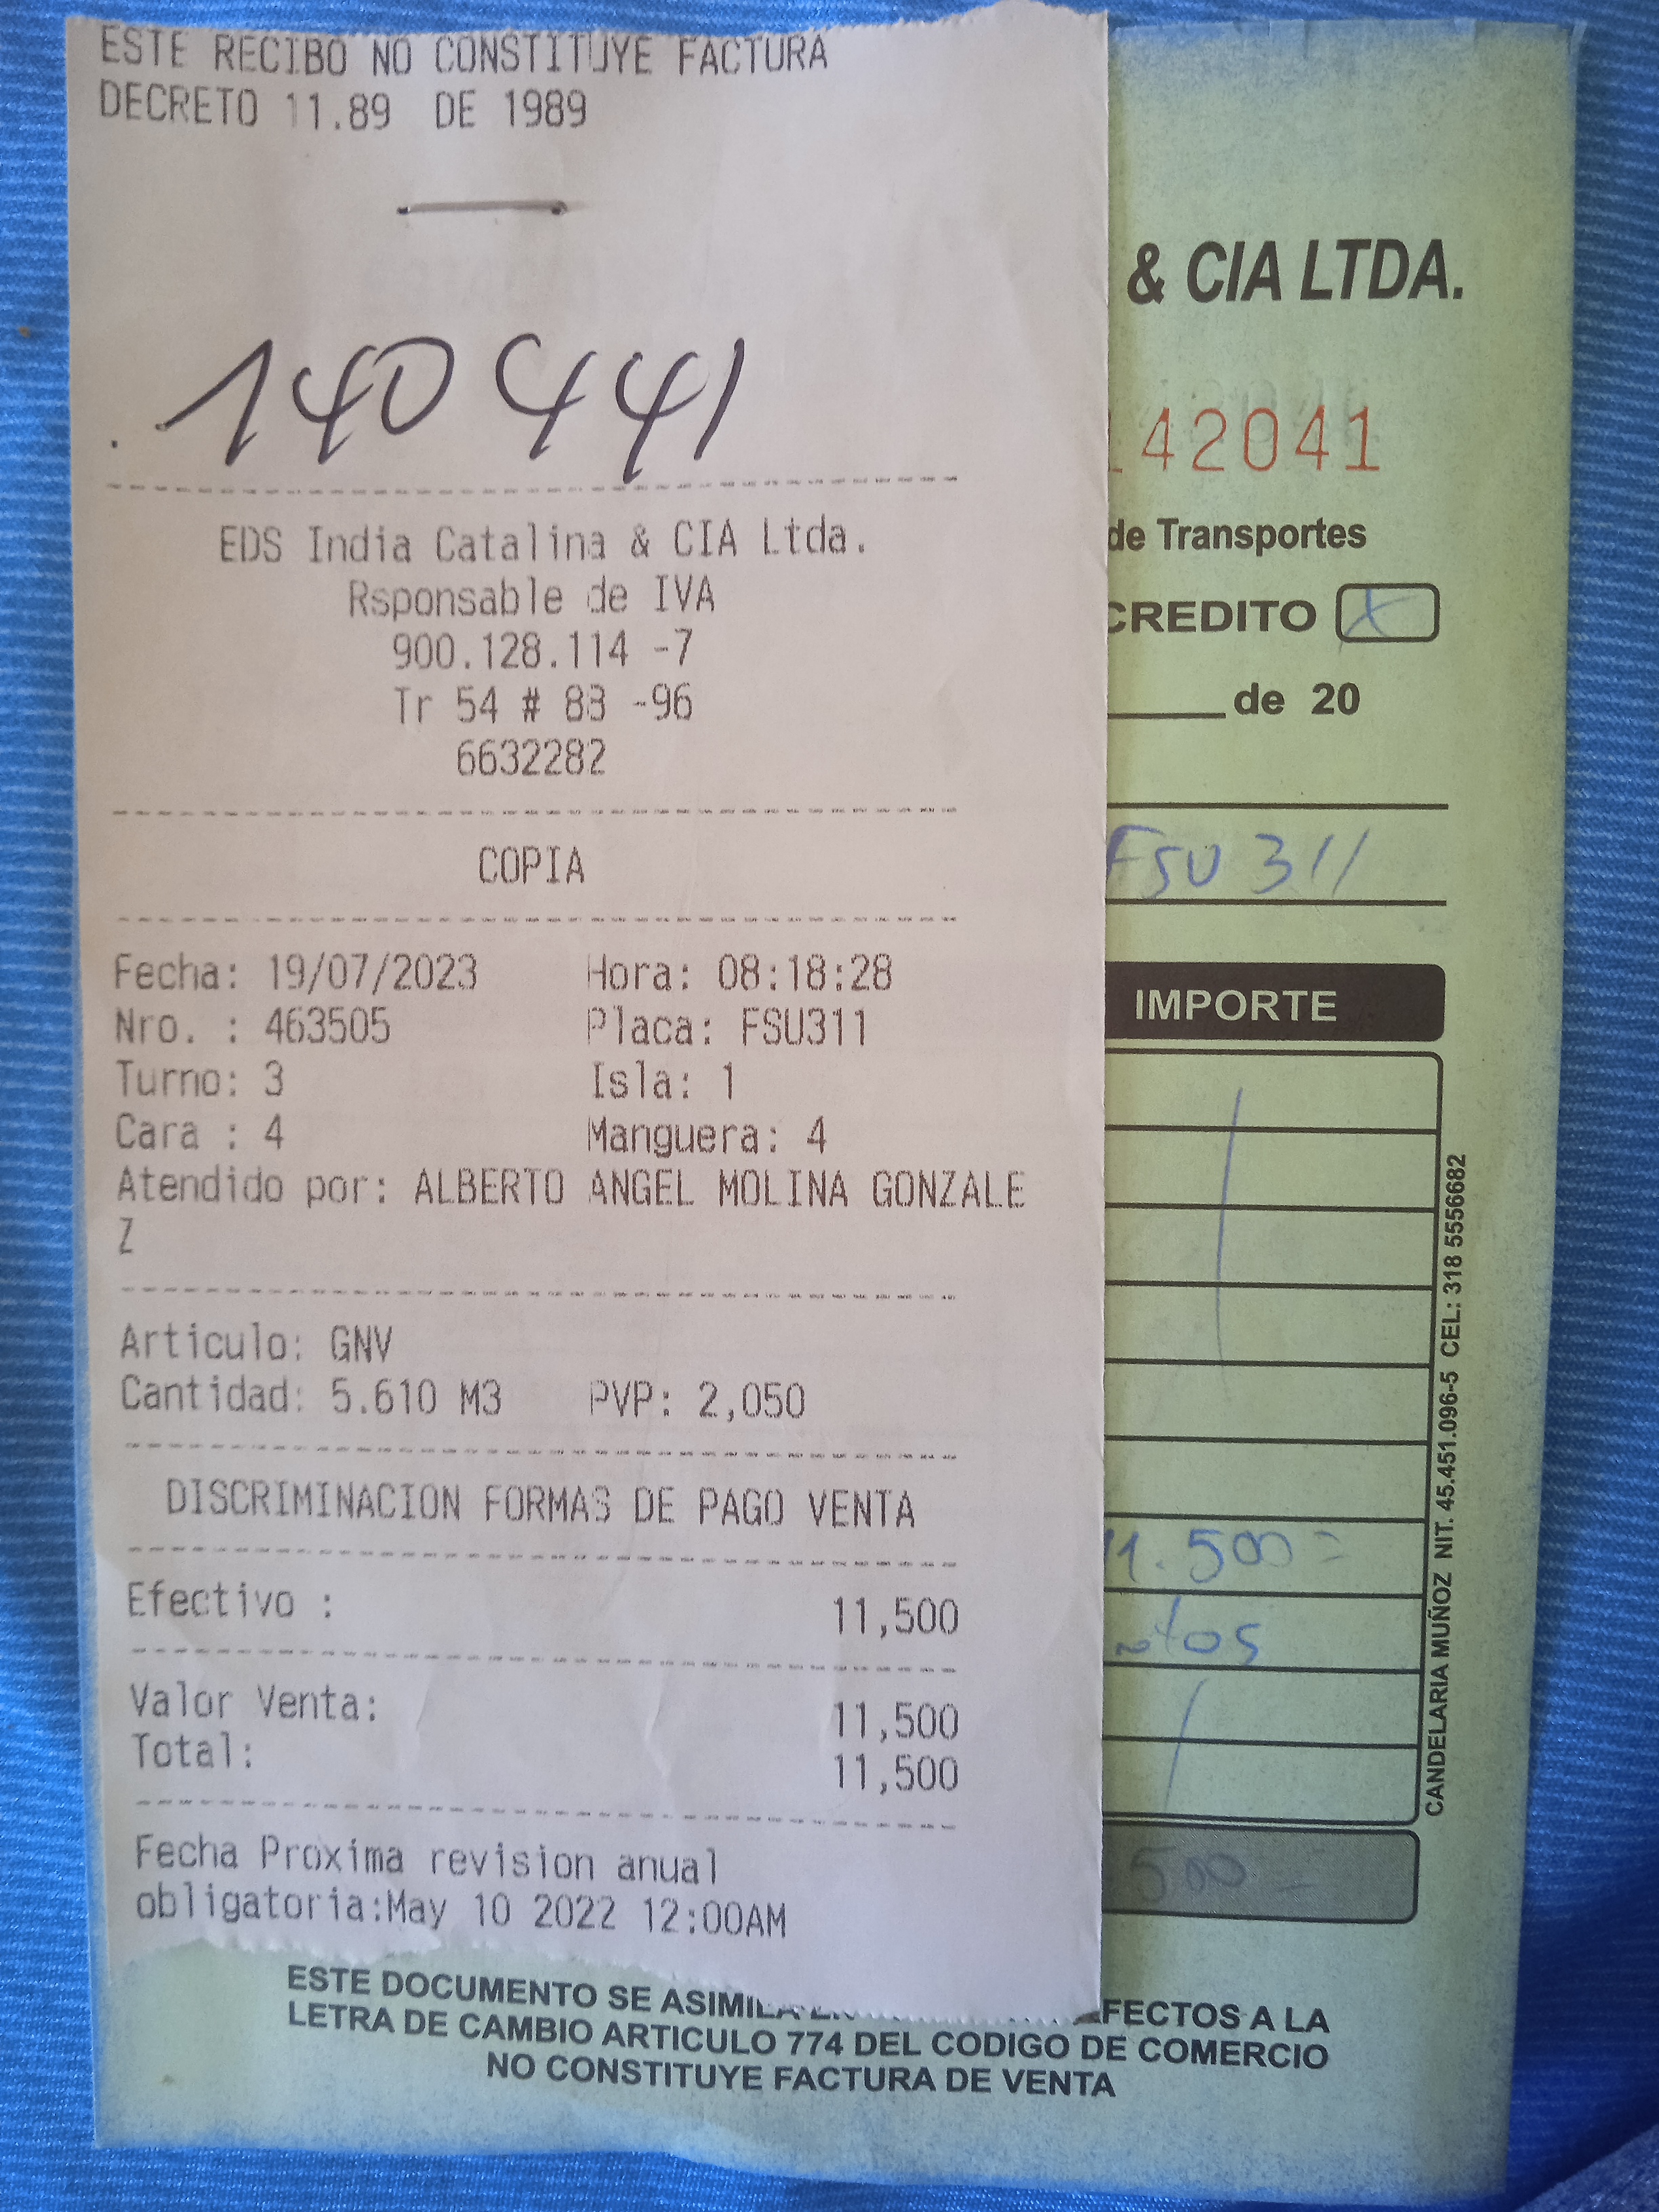 ESTE RECIBO NO CONSTITUYE FACTURA
DECRETO 11.89 DE 1989
140441
EDS India Catalina & CIA Ltda.
Rsponsable de IVA
900.128.114 -7
Tr 54 # 88 -96
6632282
COPIA
Fecha: 19/07/2023 Hora: 08:18:28
Nro. : 463505 Placa: FSU311
Turno: 3 Isla: 1
Cara : 4 Manguera: 4
Atendido por: ALBERTO ANGEL MOLINA GONZALE
Z
Articulo: GNV
Cantidad: 5.610 M3 PVP: 2,050
DISCRIMINACION FORMAS DE PAGO VENTA
Efectivo : 11,500
Valor Venta: 11,500
Total: 11,500
Fecha Proxima revision anual
obligatoria:May 10 2022 12:00AM
& CIA LTDA.
142041
de Transportes
CREDITO X
de 20
FSU 311
IMPORTE
11.500=
500
CANDELARIA MUÑOZ NIT. 45.451.096-5 CEL: 318 5556682
ESTE DOCUMENTO SE ASIMILA EFECTOS A LA
LETRA DE CAMBIO ARTICULO 774 DEL CODIGO DE COMERCIO
NO CONSTITUYE FACTURA DE VENTA